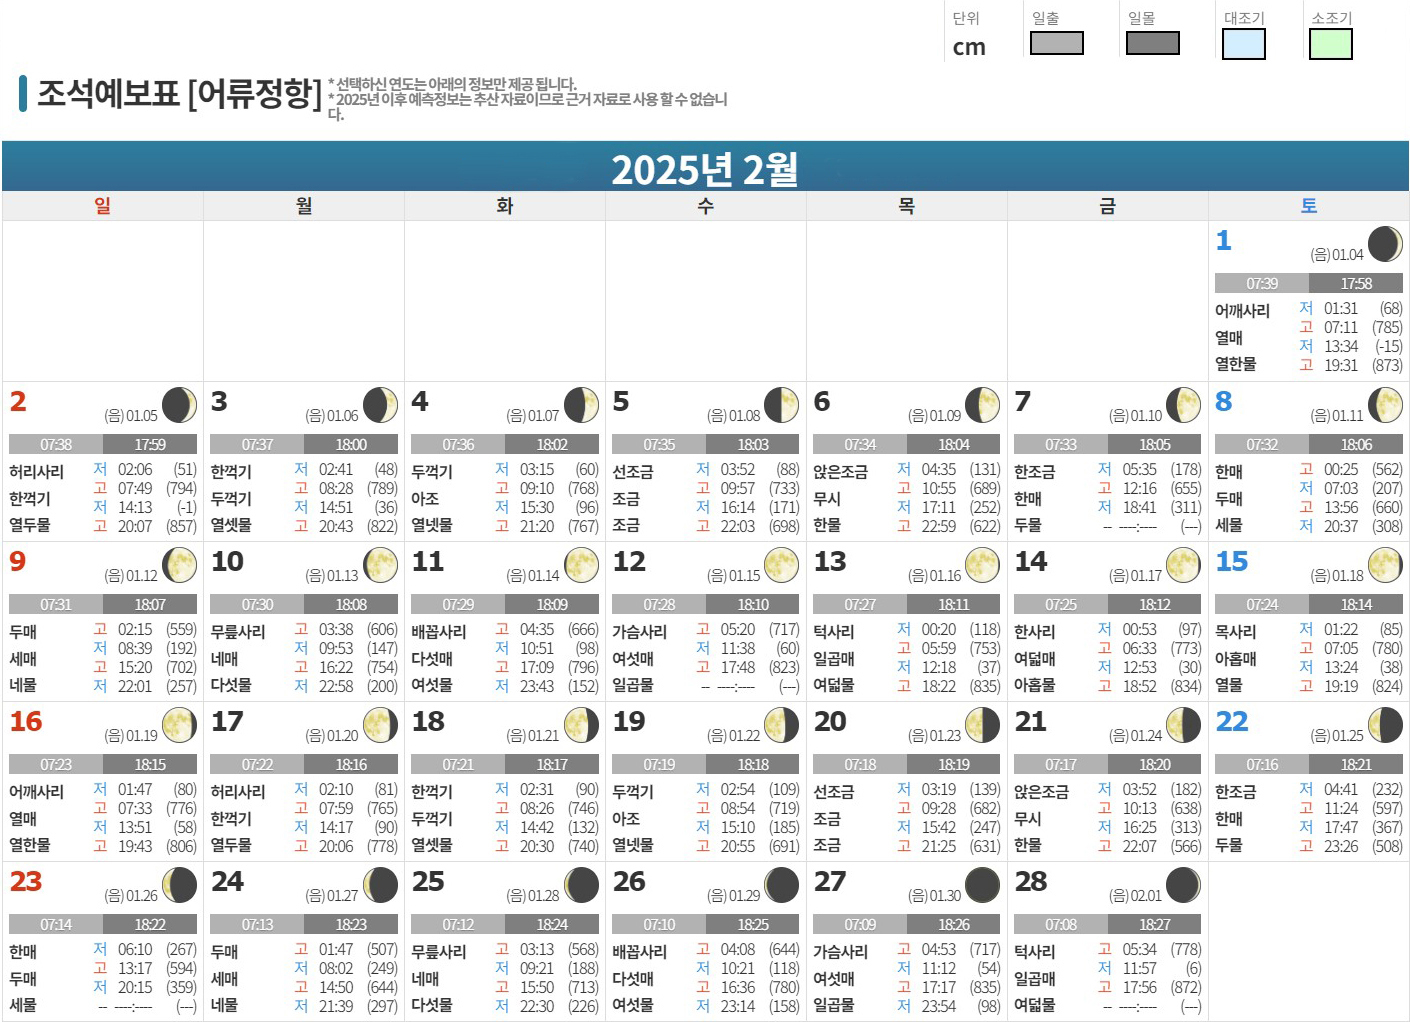 단위 일출 일몰 대조기 소조기
cm
조석예보표 [어류정항]
* 선택하신 연도는 아래의 정보만 제공 됩니다.
* 2025년 이후 예측정보는 추산 자료이므로 근거 자료로 사용 할 수 없습니
다.
2025년 2월
일 월 화 수 목 금 토
1 (음) 01.04
07:39 17:58
어깨사리
열매
열한물
저 01:31 (68)
고 07:11 (785)
저 13:34 (-15)
고 19:31 (873)
2 (음) 01.05
07:38 17:59
허리사리
한꺽기
열두물
저 02:06 (51)
고 07:49 (794)
저 14:13 (-1)
고 20:07 (857)
3 (음) 01.06
07:37 18:00
한꺽기
두꺽기
열셋물
저 02:41 (48)
고 08:28 (789)
저 14:51 (36)
고 20:43 (822)
4 (음) 01.07
07:36 18:02
두꺽기
아조
열넷물
저 03:15 (60)
고 09:10 (768)
저 15:30 (96)
고 21:20 (767)
5 (음) 01.08
07:35 18:03
선조금
조금
조금
저 03:52 (88)
고 09:57 (733)
저 16:14 (171)
고 22:03 (698)
6 (음) 01.09
07:34 18:04
앉은조금
무시
한물
저 04:35 (131)
고 10:55 (689)
저 17:11 (252)
고 22:59 (622)
7 (음) 01.10
07:33 18:05
한조금
한매
두물
저 05:35 (178)
고 12:16 (655)
저 18:41 (311)
-- ----:---- (---)
8 (음) 01.11
07:32 18:06
한매
두매
세물
고 00:25 (562)
저 07:03 (207)
고 13:56 (660)
저 20:37 (308)
9 (음) 01.12
07:31 18:07
두매
세매
네물
고 02:15 (559)
저 08:39 (192)
고 15:20 (702)
저 22:01 (257)
10 (음) 01.13
07:30 18:08
무릎사리
네매
다섯물
고 03:38 (606)
저 09:53 (147)
고 16:22 (754)
저 22:58 (200)
11 (음) 01.14
07:29 18:09
배꼽사리
다섯매
여섯물
고 04:35 (666)
저 10:51 (98)
고 17:09 (796)
저 23:43 (152)
12 (음) 01.15
07:28 18:10
가슴사리
여섯매
일곱물
고 05:20 (717)
저 11:38 (60)
고 17:48 (823)
-- ----:---- (---)
13 (음) 01.16
07:27 18:11
턱사리
일곱매
여덟물
저 00:20 (118)
고 05:59 (753)
저 12:18 (37)
고 18:22 (835)
14 (음) 01.17
07:25 18:12
한사리
여덟매
아홉물
저 00:53 (97)
고 06:33 (773)
저 12:53 (30)
고 18:52 (834)
15 (음) 01.18
07:24 18:14
목사리
아홉매
열물
저 01:22 (85)
고 07:05 (780)
저 13:24 (38)
고 19:19 (824)
16 (음) 01.19
07:23 18:15
어깨사리
열매
열한물
저 01:47 (80)
고 07:33 (776)
저 13:51 (58)
고 19:43 (806)
17 (음) 01.20
07:22 18:16
허리사리
한꺽기
열두물
저 02:10 (81)
고 07:59 (765)
저 14:17 (90)
고 20:06 (778)
18 (음) 01.21
07:21 18:17
한꺽기
두꺽기
열셋물
저 02:31 (90)
고 08:26 (746)
저 14:42 (132)
고 20:30 (740)
19 (음) 01.22
07:19 18:18
두꺽기
아조
열넷물
저 02:54 (109)
고 08:54 (719)
저 15:10 (185)
고 20:55 (691)
20 (음) 01.23
07:18 18:19
선조금
조금
조금
저 03:19 (139)
고 09:28 (682)
저 15:42 (247)
고 21:25 (631)
21 (음) 01.24
07:17 18:20
앉은조금
무시
한물
저 03:52 (182)
고 10:13 (638)
저 16:25 (313)
고 22:07 (566)
22 (음) 01.25
07:16 18:21
한조금
한매
두물
저 04:41 (232)
고 11:24 (597)
저 17:47 (367)
고 23:26 (508)
23 (음) 01.26
07:14 18:22
한매
두매
세물
저 06:10 (267)
고 13:17 (594)
저 20:15 (359)
-- ----:---- (---)
24 (음) 01.27
07:13 18:23
두매
세매
네물
고 01:47 (507)
저 08:02 (249)
고 14:50 (644)
저 21:39 (297)
25 (음) 01.28
07:12 18:24
무릎사리
네매
다섯물
고 03:13 (568)
저 09:21 (188)
고 15:50 (713)
저 22:30 (226)
26 (음) 01.29
07:10 18:25
배꼽사리
다섯매
여섯물
고 04:08 (644)
저 10:21 (118)
고 16:36 (780)
저 23:14 (158)
27 (음) 01.30
07:09 18:26
가슴사리
여섯매
일곱물
고 04:53 (717)
저 11:12 (54)
고 17:17 (835)
저 23:54 (98)
28 (음) 02.01
07:08 18:27
턱사리
일곱매
여덟물
고 05:34 (778)
저 11:57 (6)
고 17:56 (872)
-- ----:---- (---)